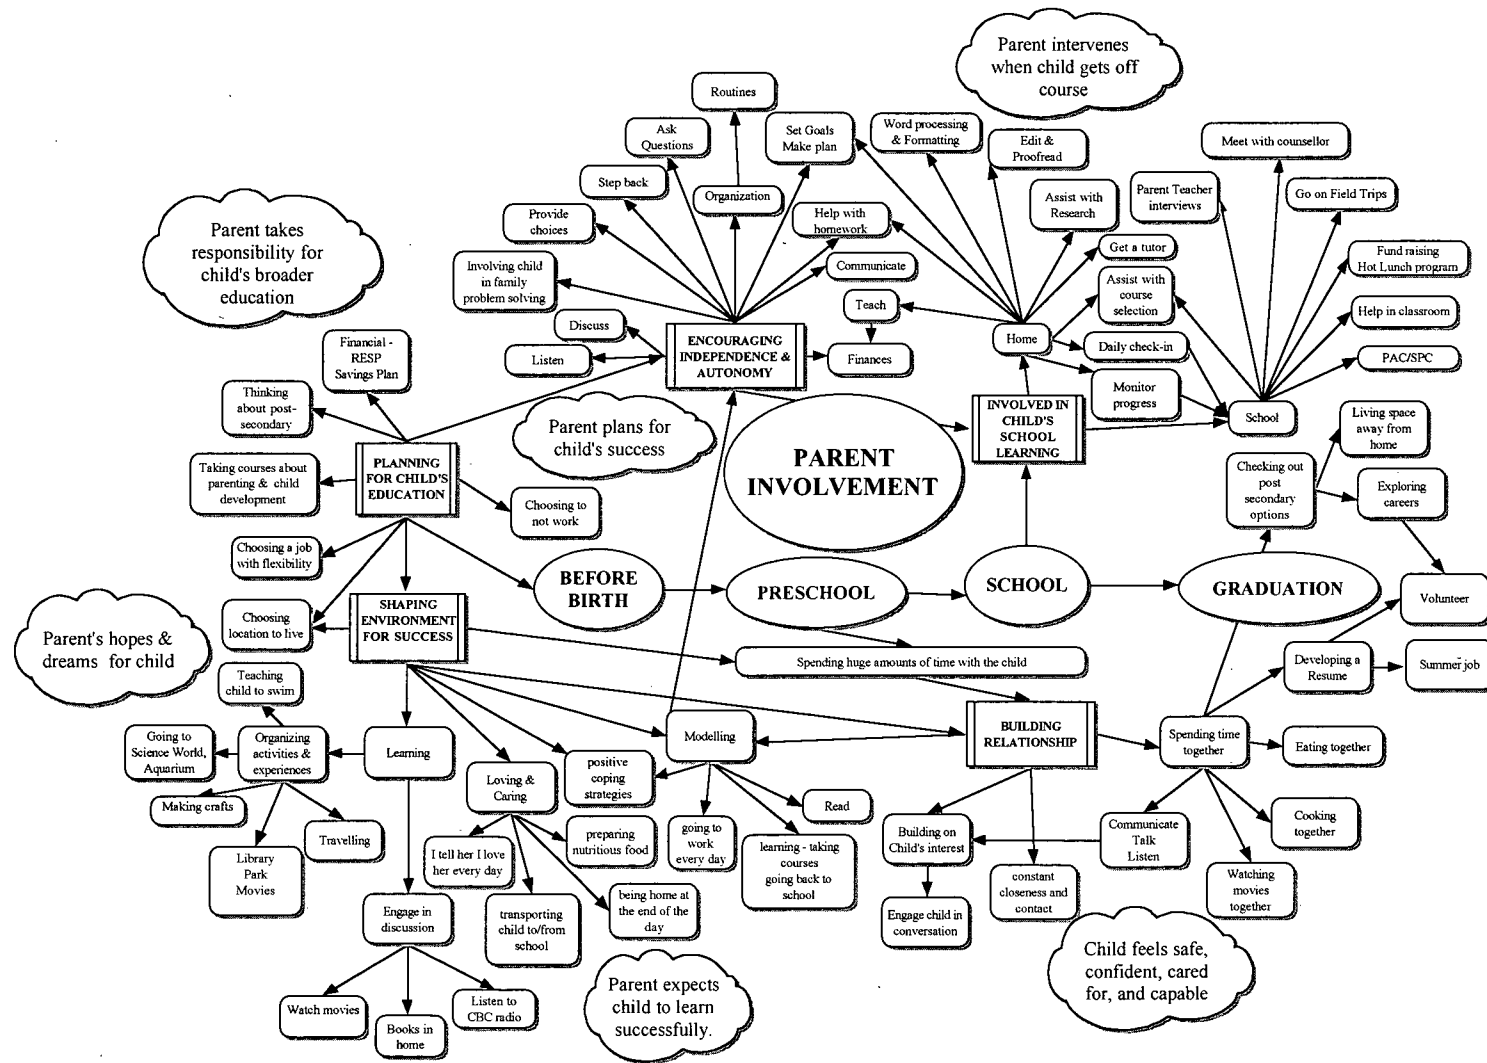 Parent intervenes
when child gets off
course
Routines
Ask
Questions
Set Goals
Make plan
Word processing
& Formatting
Edit &
Proofread
Meet with counsellor
Step back
Organization
Assist with
Research
Parent Teacher
interviews
Go on Field Trips
Parent takes
responsibility for
child's broader
education
Provide
choices
Help with
homework
Get a tutor
Fund raising
Hot Lunch program
Involving child
in family
problem solving
Communicate
Assist with
course
selection
Teach
Help in classroom
Discuss
Listen
ENCOURAGING
INDEPENDENCE &
AUTONOMY
Finances
Home
Daily check-in
PAC/SPC
Financial -
RESP
Savings Plan
Monitor
progress
School
Thinking
about post-
secondary
Parent plans for
child's success
INVOLVED IN
CHILD'S
SCHOOL
LEARNING
Living space
away from
home
PARENT
INVOLVEMENT
PLANNING
FOR CHILD'S
EDUCATION
Taking courses about
parenting & child
development
Checking out
post
secondary
options
Exploring
careers
Choosing to
not work
Choosing a job
with flexibility
BEFORE
BIRTH
PRESCHOOL
SCHOOL
GRADUATION
Volunteer
SHAPING
ENVIRONMENT
FOR SUCCESS
Choosing
location to live
Parent's hopes &
dreams for child
Spending huge amounts of time with the child
Developing a
Resume
Summer job
Teaching
child to swim
Going to
Science World,
Aquarium
Organizing
activities &
experiences
Learning
Modelling
BUILDING
RELATIONSHIP
Spending time
together
Eating together
Loving &
Caring
positive
coping
strategies
Making crafts
Read
Cooking
together
Travelling
Library
Park
Movies
I tell her I love
her every day
preparing
nutritious food
going to
work
every day
learning - taking
courses
going back to
school
Building on
Child's interest
Communicate
Talk
Listen
constant
closeness and
contact
Watching
movies
together
Engage in
discussion
transporting
child to/from
school
being home at
the end of the
day
Engage child in
conversation
Watch movies
Books in
home
Listen to
CBC radio
Parent expects
child to learn
successfully.
Child feels safe,
confident, cared
for, and capable